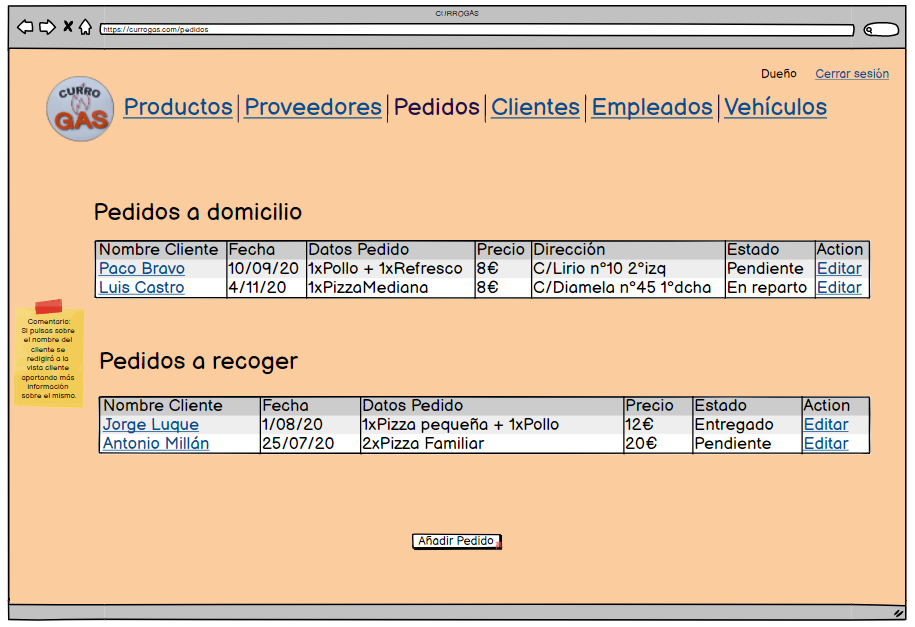 CURROGAS
https://currogas.com/pedidos
Dueño Cerrar sesión
CURRO
GAS
Productos Proveedores Pedidos Clientes Empleados Vehículos
Pedidos a domicilio
Nombre Cliente Fecha Datos Pedido Precio Dirección Estado Action
Paco Bravo 10/09/20 1xPollo + 1xRefresco 8€ C/Lirio nº10 2ºizq Pendiente Editar
Luis Castro 4/11/20 1xPizzaMediana 8€ C/Diamela nº45 1ºdcha En reparto Editar
Comentario:
Si pulsas sobre
el nombre del
cliente se
redigiró a la
vista cliente
aportando más
información
sobre el mismo.
Pedidos a recoger
Nombre Cliente Fecha Datos Pedido Precio Estado Action
Jorge Luque 1/08/20 1xPizza pequeña + 1xPollo 12€ Entregado Editar
Antonio Millán 25/07/20 2xPizza Familiar 20€ Pendiente Editar
Añadir Pedido